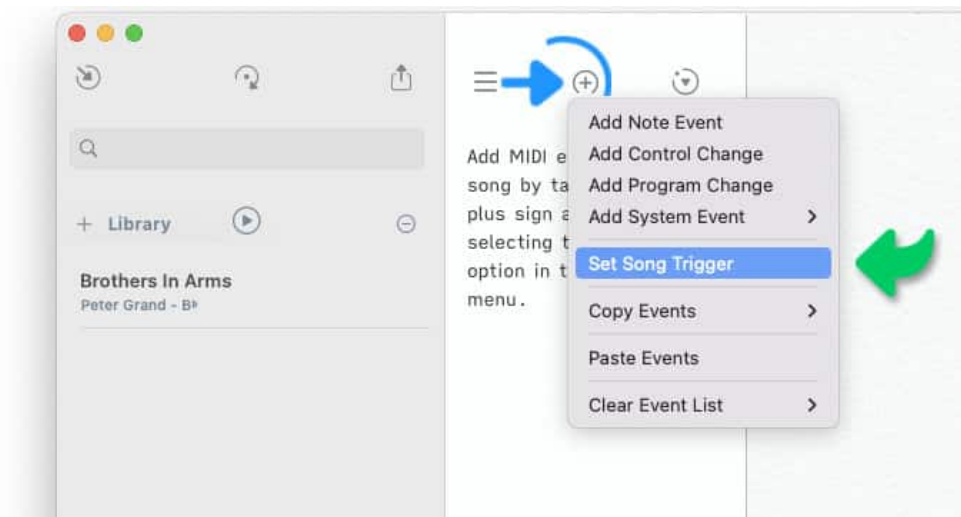 + Library
Brothers In Arms
Peter Grand - B♭
Add MIDI e
song by ta
plus sign a
selecting t
option in t
menu.
Add Note Event
Add Control Change
Add Program Change
Add System Event
Set Song Trigger
Copy Events
Paste Events
Clear Event List